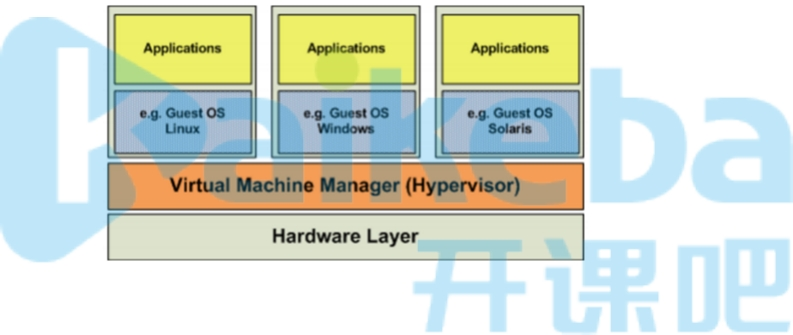 Applications
Applications
Applications
e.g. Guest OS
Linux
e.g. Guest OS
Windows
e.g. Guest OS
Solaris
Virtual Machine Manager (Hypervisor)
Hardware Layer
Kaikeba
开课吧